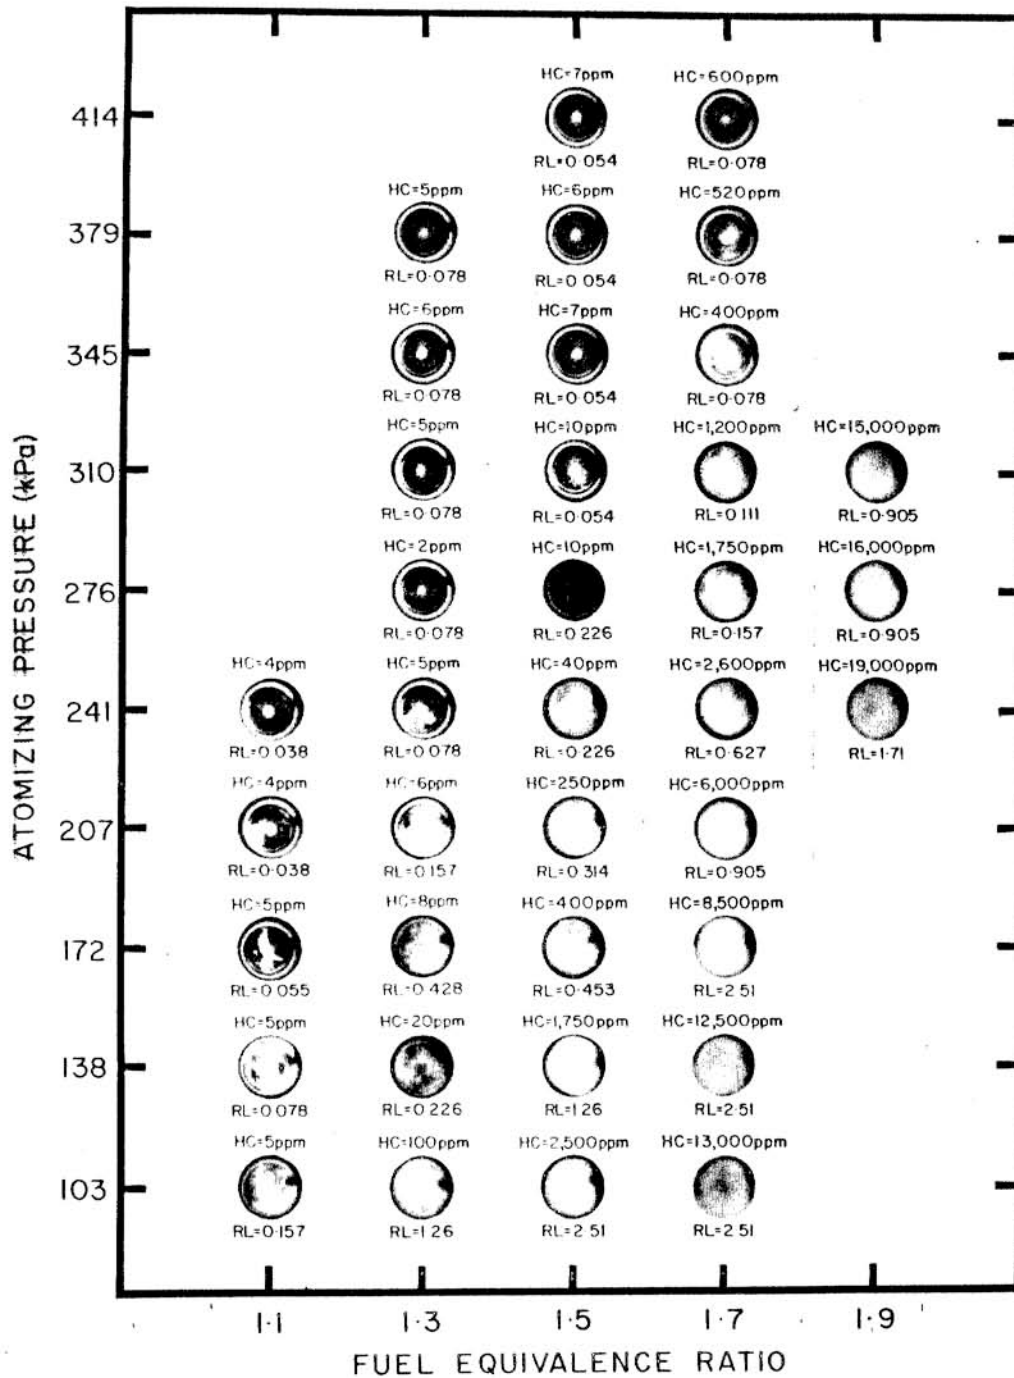 HC=7ppm HC=600ppm
414
RL=0.054 RL=0.078
HC=5ppm HC=6ppm HC=520ppm
379
RL=0.078 RL=0.054 RL=0.078
HC=6ppm HC=7ppm HC=400ppm
345
RL=0.078 RL=0.054 RL=0.078
HC=5ppm HC=10ppm HC=1,200ppm HC=15,000ppm
310
RL=0.078 RL=0.054 RL=0.111 RL=0.905
HC=2ppm HC=10ppm HC=1,750ppm HC=16,000ppm
276
RL=0.078 RL=0.226 RL=0.157 RL=0.905
HC=4ppm HC=5ppm HC=40ppm HC=2,600ppm HC=19,000ppm
241
RL=0.038 RL=0.078 RL=0.226 RL=0.627 RL=1.71
HC=4ppm HC=6ppm HC=250ppm HC=6,000ppm
207
RL=0.038 RL=0.157 RL=0.314 RL=0.905
HC=5ppm HC=8ppm HC=400ppm HC=8,500ppm
172
RL=0.055 RL=0.428 RL=0.453 RL=2.51
HC=5ppm HC=20ppm HC=1,750ppm HC=12,500ppm
138
RL=0.078 RL=0.226 RL=1.26 RL=2.51
HC=5ppm HC=100ppm HC=2,500ppm HC=13,000ppm
103
RL=0.157 RL=1.26 RL=2.51 RL=2.51
ATOMIZING PRESSURE (kPa)
1.1 1.3 1.5 1.7 1.9
FUEL EQUIVALENCE RATIO